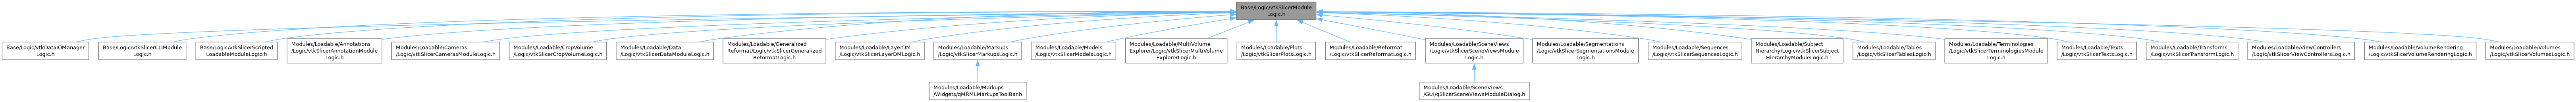 Base/Logic/vtkSlicerModule
Logic.h
Base/Logic/vtkDataIOManager
Logic.h
Base/Logic/vtkSlicerCLIModule
Logic.h
Base/Logic/vtkSlicerScripted
LoadableModuleLogic.h
Modules/Loadable/Annotations
/Logic/vtkSlicerAnnotationModule
Logic.h
Modules/Loadable/Cameras
/Logic/vtkSlicerCamerasModuleLogic.h
Modules/Loadable/CropVolume
/Logic/vtkSlicerCropVolumeLogic.h
Modules/Loadable/Data
/Logic/vtkSlicerDataModuleLogic.h
Modules/Loadable/Generalized
Reformat/Logic/vtkSlicerGeneralized
ReformatLogic.h
Modules/Loadable/LayerDM
/Logic/vtkSlicerLayerDMLogic.h
Modules/Loadable/Markups
/Logic/vtkSlicerMarkupsLogic.h
Modules/Loadable/Models
/Logic/vtkSlicerModelsLogic.h
Modules/Loadable/MultiVolume
Explorer/Logic/vtkSlicerMultiVolume
ExplorerLogic.h
Modules/Loadable/Plots
/Logic/vtkSlicerPlotsLogic.h
Modules/Loadable/Reformat
/Logic/vtkSlicerReformatLogic.h
Modules/Loadable/SceneViews
/Logic/vtkSlicerSceneViewsModule
Logic.h
Modules/Loadable/Segmentations
/Logic/vtkSlicerSegmentationsModule
Logic.h
Modules/Loadable/Sequences
/Logic/vtkSlicerSequencesLogic.h
Modules/Loadable/Subject
Hierarchy/Logic/vtkSlicerSubject
HierarchyModuleLogic.h
Modules/Loadable/Tables
/Logic/vtkSlicerTablesLogic.h
Modules/Loadable/Terminologies
/Logic/vtkSlicerTerminologiesModule
Logic.h
Modules/Loadable/Texts
/Logic/vtkSlicerTextsLogic.h
Modules/Loadable/Transforms
/Logic/vtkSlicerTransformLogic.h
Modules/Loadable/ViewControllers
/Logic/vtkSlicerViewControllersLogic.h
Modules/Loadable/VolumeRendering
/Logic/vtkSlicerVolumeRenderingLogic.h
Modules/Loadable/Volumes
/Logic/vtkSlicerVolumesLogic.h
Modules/Loadable/Markups
/Widgets/qMRMLMarkupsToolBar.h
Modules/Loadable/SceneViews
/GUI/qSlicerSceneViewsModuleDialog.h